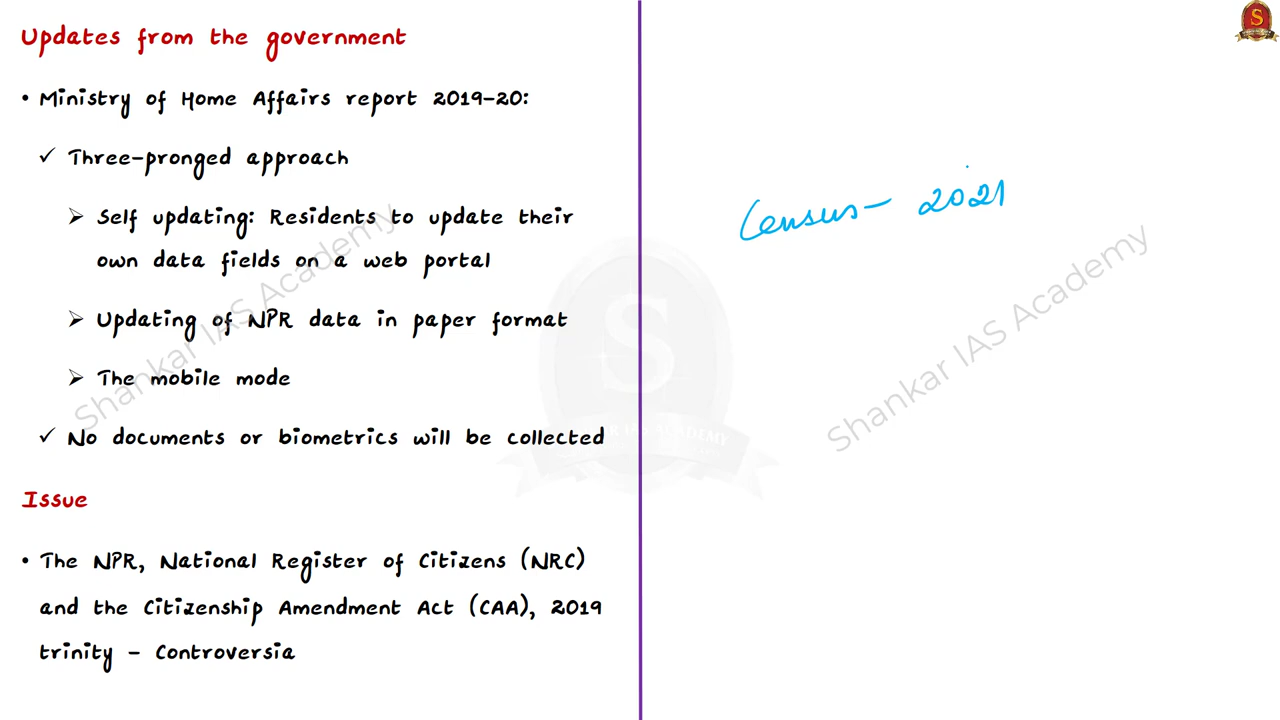 Updates from the government
• Ministry of Home Affairs report 2019-20:
✓ Three-pronged approach
➢ Self updating: Residents to update their
own data fields on a web portal
➢ Updating of NPR data in paper format
➢ The mobile mode
✓ No documents or biometrics will be collected
Issue
• The NPR, National Register of Citizens (NRC)
and the Citizenship Amendment Act (CAA), 2019
trinity - Controversia
Census- 2021
Shankar IAS Academy
Shankar IAS Academy
S
S